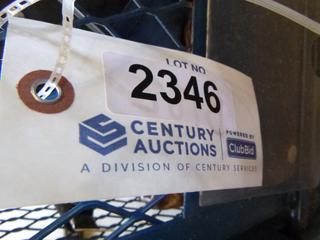 LOT NO
2346
CENTURY
AUCTIONS
POWERED BY
ClubBid
A DIVISION OF CENTURY SERVICES